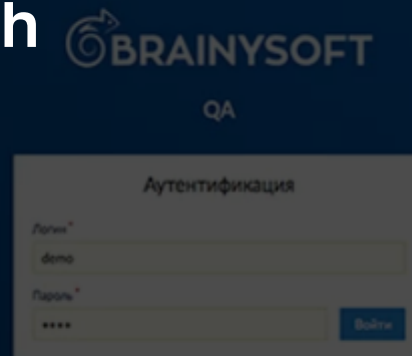 h
BRAINYSOFT
QA
Аутентификация
Логин *
demo
Пароль *
•••• Войти